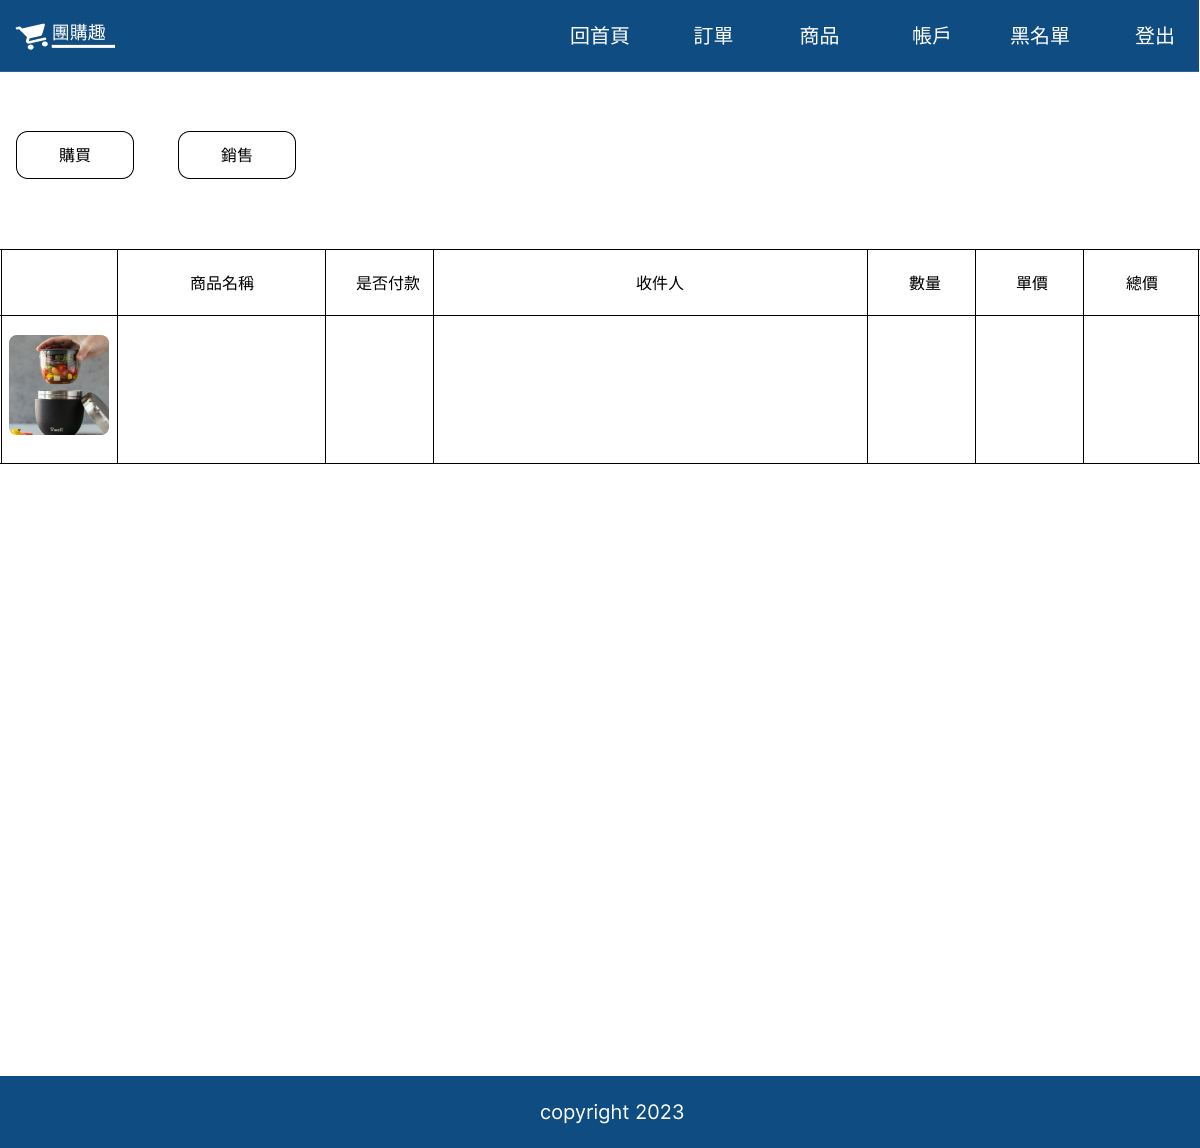 團購趣
回首頁 訂單 商品 帳戶 黑名單 登出
購買 銷售
商品名稱 是否付款 收件人 數量 單價 總價
S'well
copyright 2023